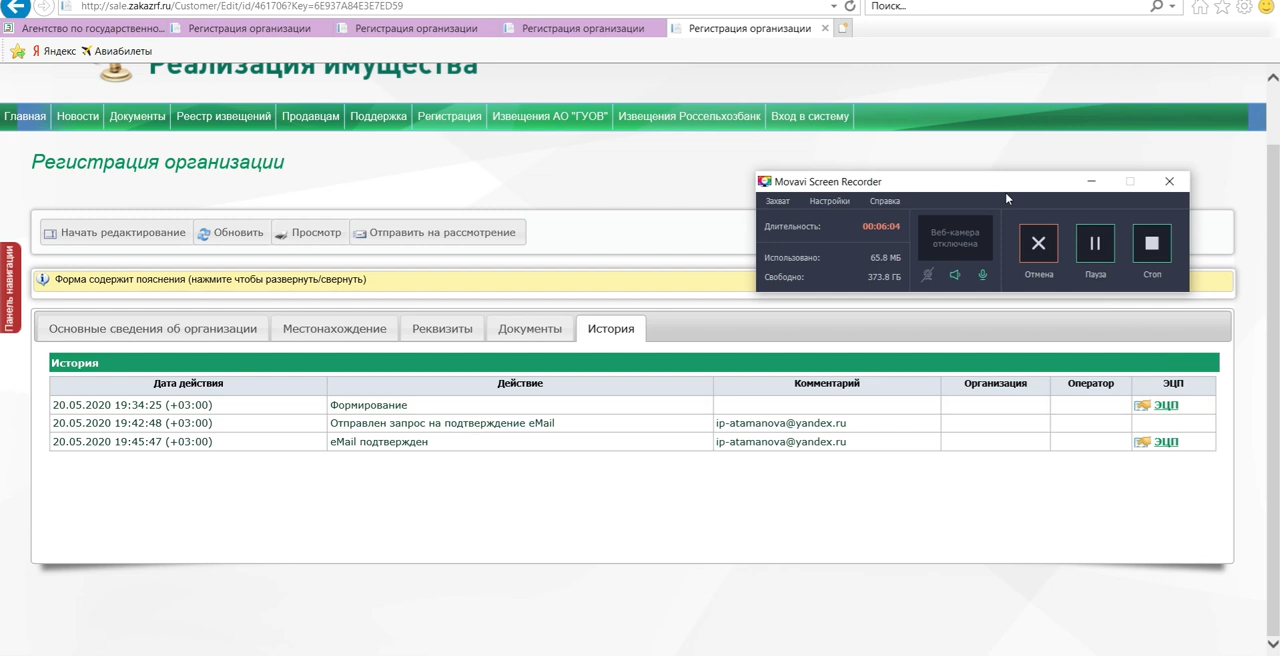 http://sale.zakazrf.ru/Customer/Edit/id/461706?Key=6E937A84E3E7ED59
Поиск...
Агентство по государственно... Регистрация организации Регистрация организации Регистрация организации Регистрация организации
Яндекс Авиабилеты
Реализация имущества
Главная Новости Документы Реестр извещений Продавцам Поддержка Регистрация Извещения АО "ГУОВ" Извещения Россельхозбанк Вход в систему
Регистрация организации
Movavi Screen Recorder
Захват Настройки Справка
Длительность: 00:06:04
Веб-камера
отключена
Использовано: 65.8 МБ
Свободно: 373.8 ГБ
Отмена Пауза Стоп
Начать редактирование Обновить Просмотр Отправить на рассмотрение
Панель навигации
Форма содержит пояснения (нажмите чтобы развернуть/свернуть)
Основные сведения об организации Местонахождение Реквизиты Документы История
История
Дата действия Действие Комментарий Организация Оператор ЭЦП
20.05.2020 19:34:25 (+03:00) Формирование ЭЦП
20.05.2020 19:42:48 (+03:00) Отправлен запрос на подтверждение eMail ip-atamanova@yandex.ru
20.05.2020 19:45:47 (+03:00) eMail подтвержден ip-atamanova@yandex.ru ЭЦП